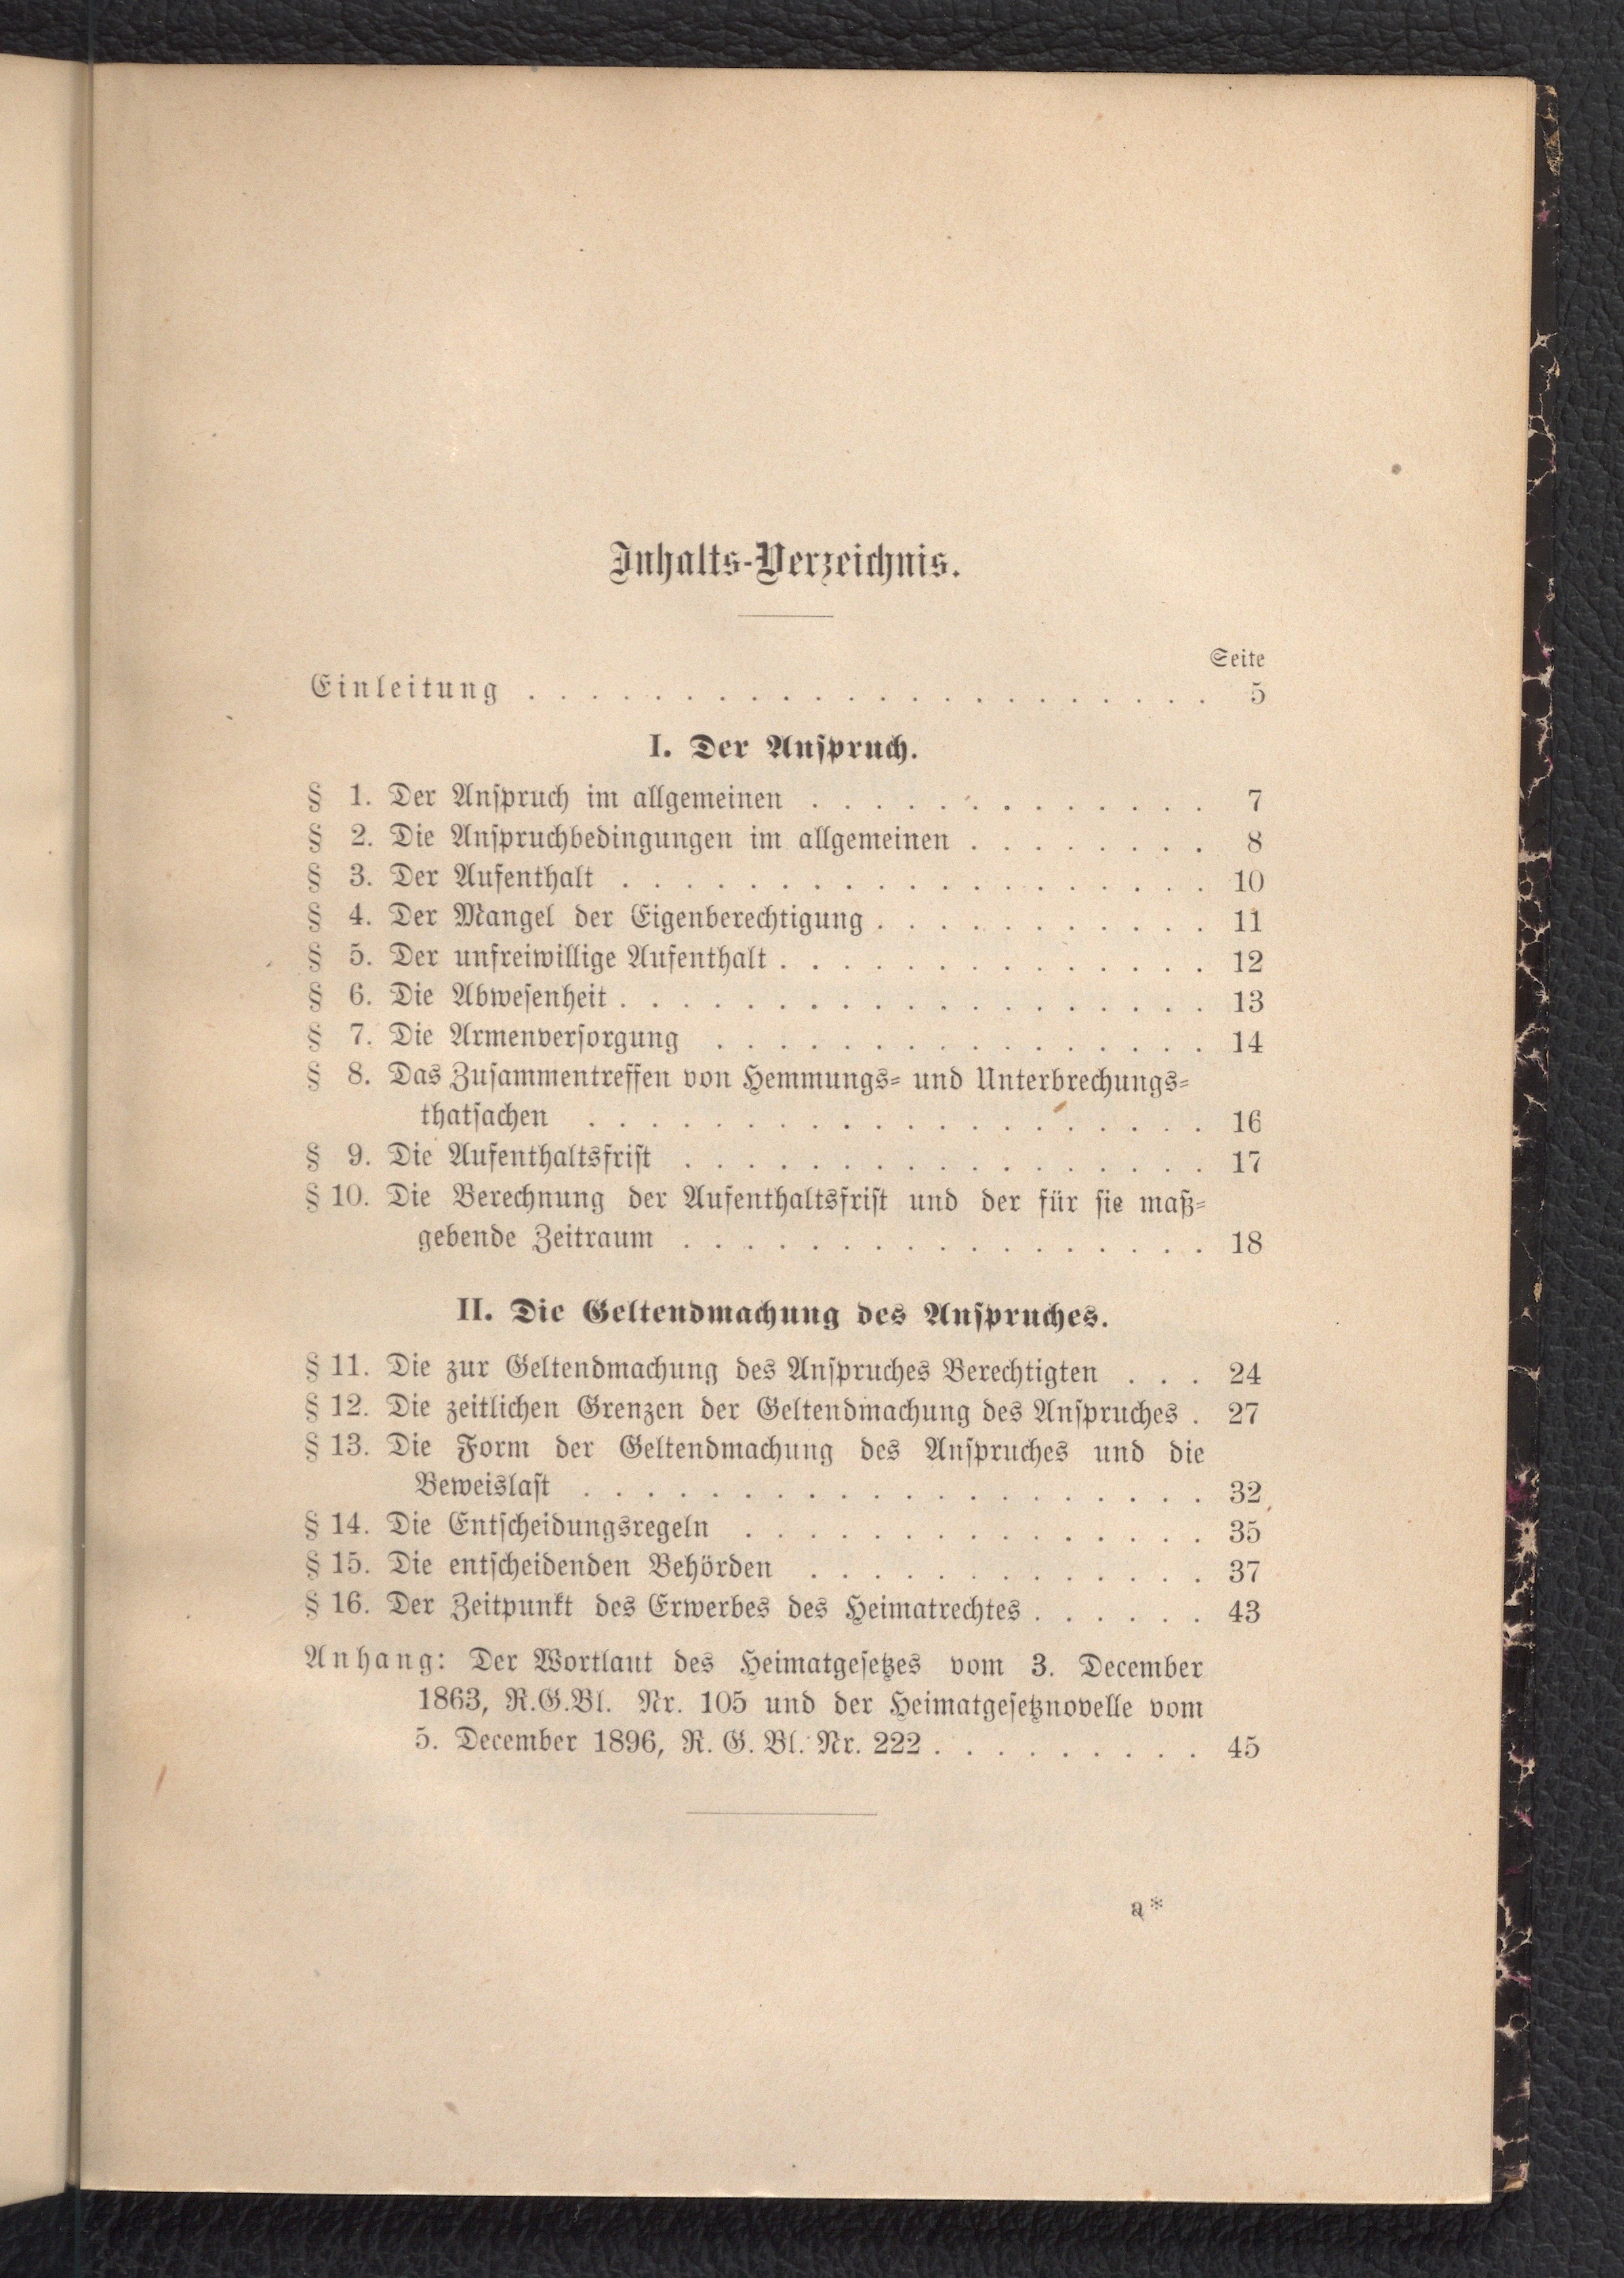 Inhalts-Verzeichnis.
Seite
Einleitung . . . . . . . . . . . . . . . . . . . . . . 5
I. Der Anspruch.
§ 1. Der Anspruch im allgemeinen . . . . . . . . . . . . . 7
§ 2. Die Anspruchbedingungen im allgemeinen . . . . . . . . 8
§ 3. Der Aufenthalt . . . . . . . . . . . . . . . . . . . 10
§ 4. Der Mangel der Eigenberechtigung . . . . . . . . . . . 11
§ 5. Der unfreiwillige Aufenthalt . . . . . . . . . . . . . . 12
§ 6. Die Abwesenheit . . . . . . . . . . . . . . . . . . . 13
§ 7. Die Armenversorgung . . . . . . . . . . . . . . . . 14
§ 8. Das Zusammentreffen von Hemmungs- und Unterbrechungs-
thatsachen . . . . . . . . . . . . . . . . . . . . 16
§ 9. Die Aufenthaltsfrist . . . . . . . . . . . . . . . . . 17
§ 10. Die Berechnung der Aufenthaltsfrist und der für sie maß-
gebende Zeitraum . . . . . . . . . . . . . . . . . 18
II. Die Geltendmachung des Anspruches.
§ 11. Die zur Geltendmachung des Anspruches Berechtigten . . . 24
§ 12. Die zeitlichen Grenzen der Geltendmachung des Anspruches . 27
§ 13. Die Form der Geltendmachung des Anspruches und die
Beweislast . . . . . . . . . . . . . . . . . . . . 32
§ 14. Die Entscheidungsregeln . . . . . . . . . . . . . . . 35
§ 15. Die entscheidenden Behörden . . . . . . . . . . . . . 37
§ 16. Der Zeitpunkt des Erwerbes des Heimatrechtes . . . . . . 43
Anhang: Der Wortlaut des Heimatgesetzes vom 3. December
1863, R.G.Bl. Nr. 105 und der Heimatgesetznovelle vom
5. December 1896, R. G. Bl. Nr. 222 . . . . . . . . . 45
a*